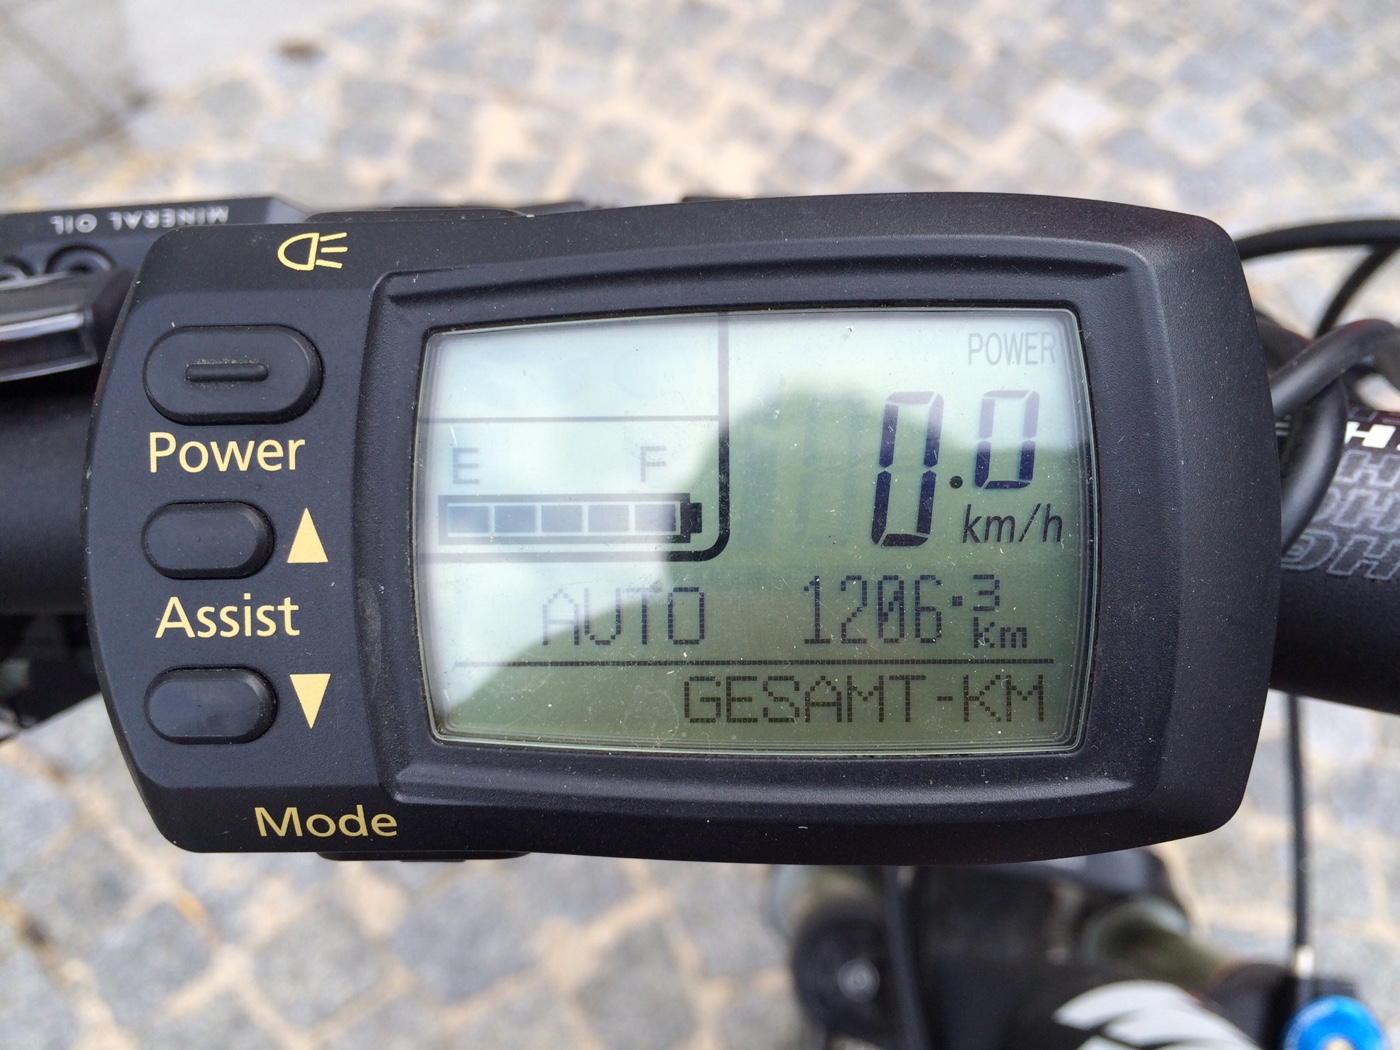 MINERAL OIL
Power
Assist
Mode
POWER
0.0 km/h
E F
AUTO 1206.3 km
GESAMT-KM